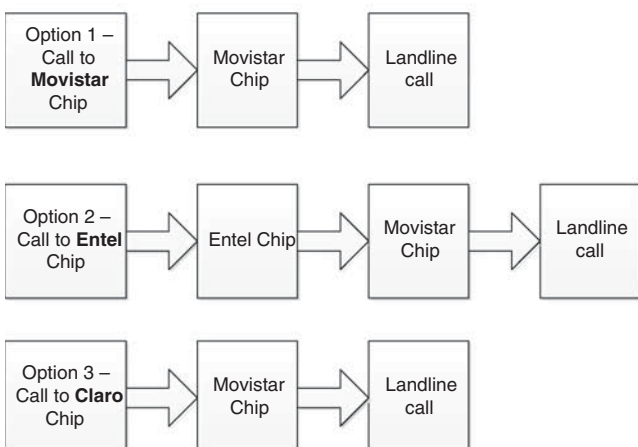 Option 1 –
Call to
Movistar
Chip
Movistar
Chip
Landline
call
Option 2 –
Call to Entel
Chip
Entel Chip
Movistar
Chip
Landline
call
Option 3 –
Call to Claro
Chip
Movistar
Chip
Landline
call